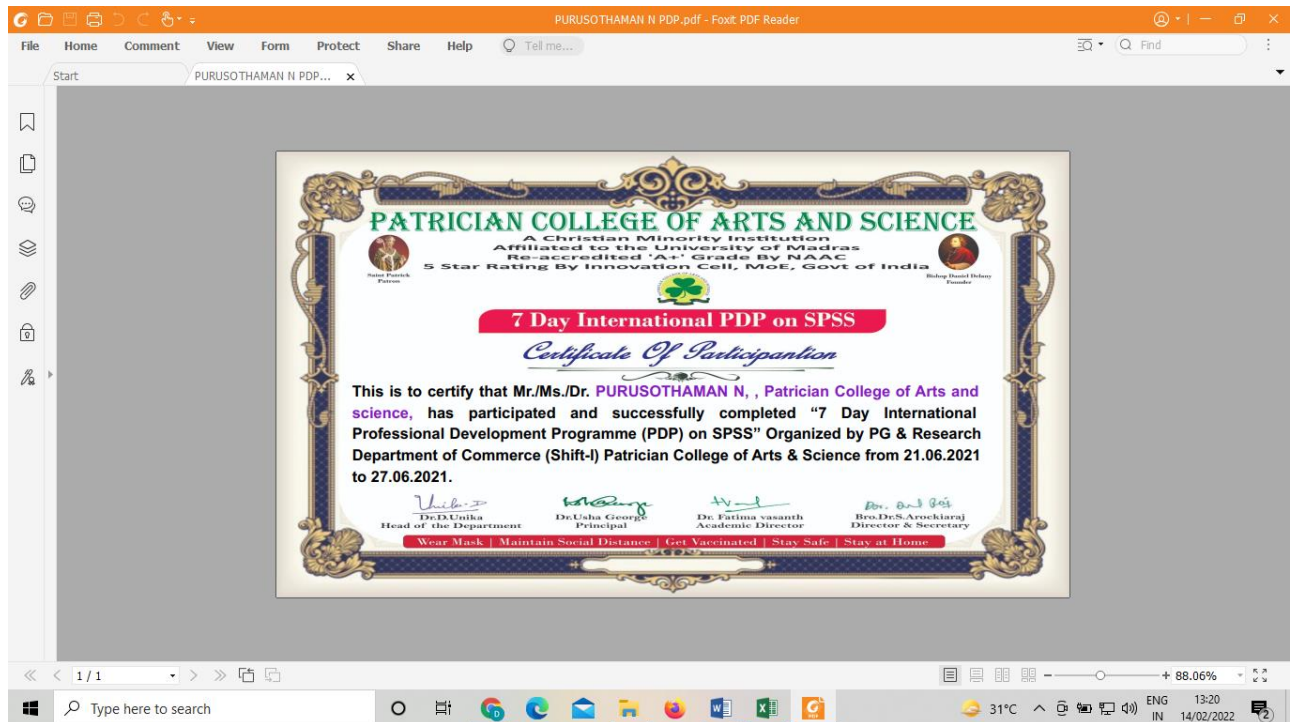 PURUSOTHAMAN N PDP.pdf - Foxit PDF Reader
File Home Comment View Form Protect Share Help Tell me... Find
Start PURUSOTHAMAN N PDP...
PATRICIAN COLLEGE OF ARTS AND SCIENCE
A Christian Minority Institution
Affiliated to the University of Madras
Re-accredited 'A+' Grade By NAAC
5 Star Rating By Innovation Cell, MoE, Govt of India
Saint Patrick
Patron
Bishop Daniel Delany
Founder
7 Day International PDP on SPSS
Certificate Of Participantion
This is to certify that Mr./Ms./Dr. PURUSOTHAMAN N, , Patrician College of Arts and
science, has participated and successfully completed “7 Day International
Professional Development Programme (PDP) on SPSS” Organized by PG & Research
Department of Commerce (Shift-I) Patrician College of Arts & Science from 21.06.2021
to 27.06.2021.
Dr.D.Unika Dr.Usha George Dr. Fatima vasanth Bro.Dr.S.Arockiaraj
Head of the Department Principal Academic Director Director & Secretary
Wear Mask | Maintain Social Distance | Get Vaccinated | Stay Safe | Stay at Home
1 / 1 88.06%
Type here to search 31°C ENG 13:20
IN 14/02/2022